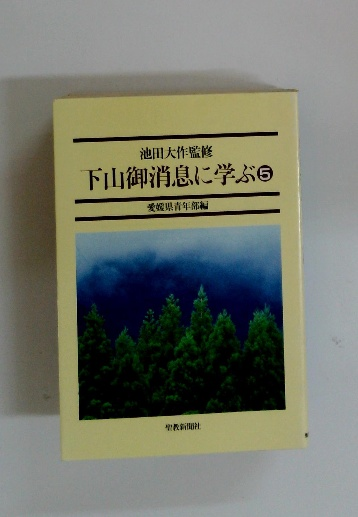 池田大作監修
下山御消息に学ぶ❺
愛媛県青年部編
聖教新聞社